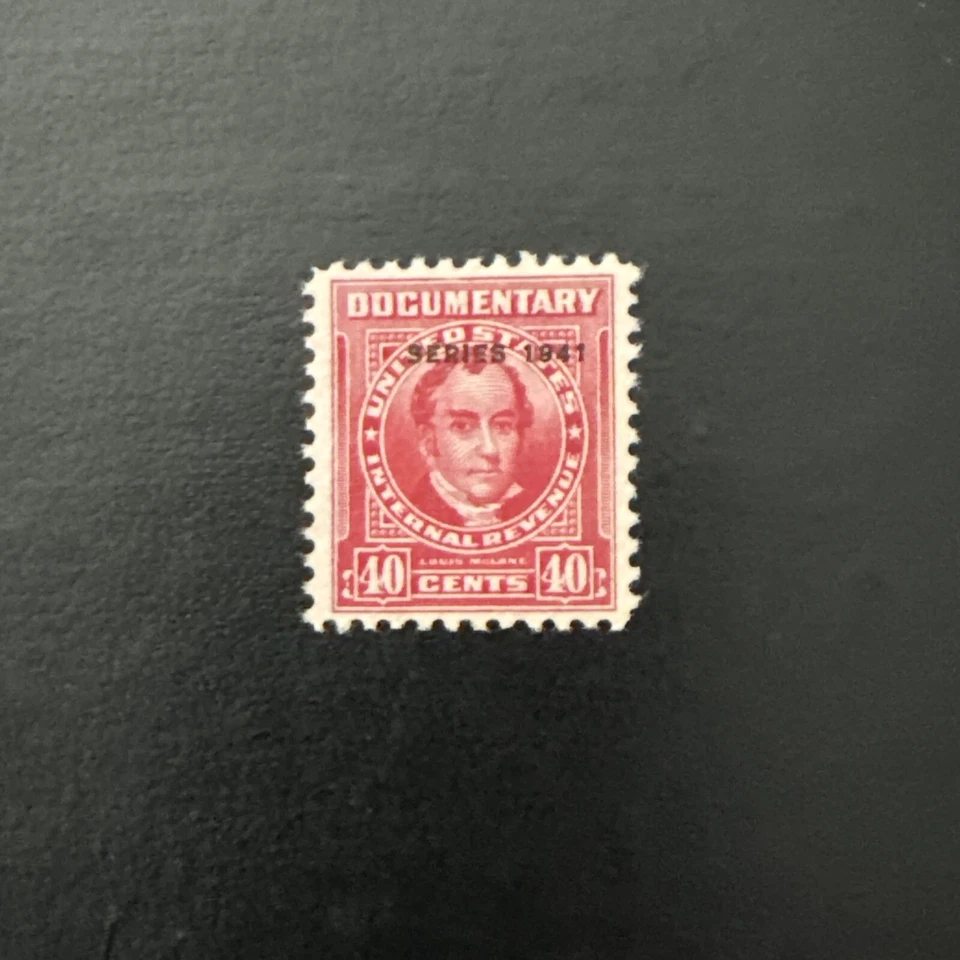 DOCUMENTARY
UNITED STATES
SERIES 1941
INTERNAL REVENUE
LOUIS McLANE
40 CENTS 40